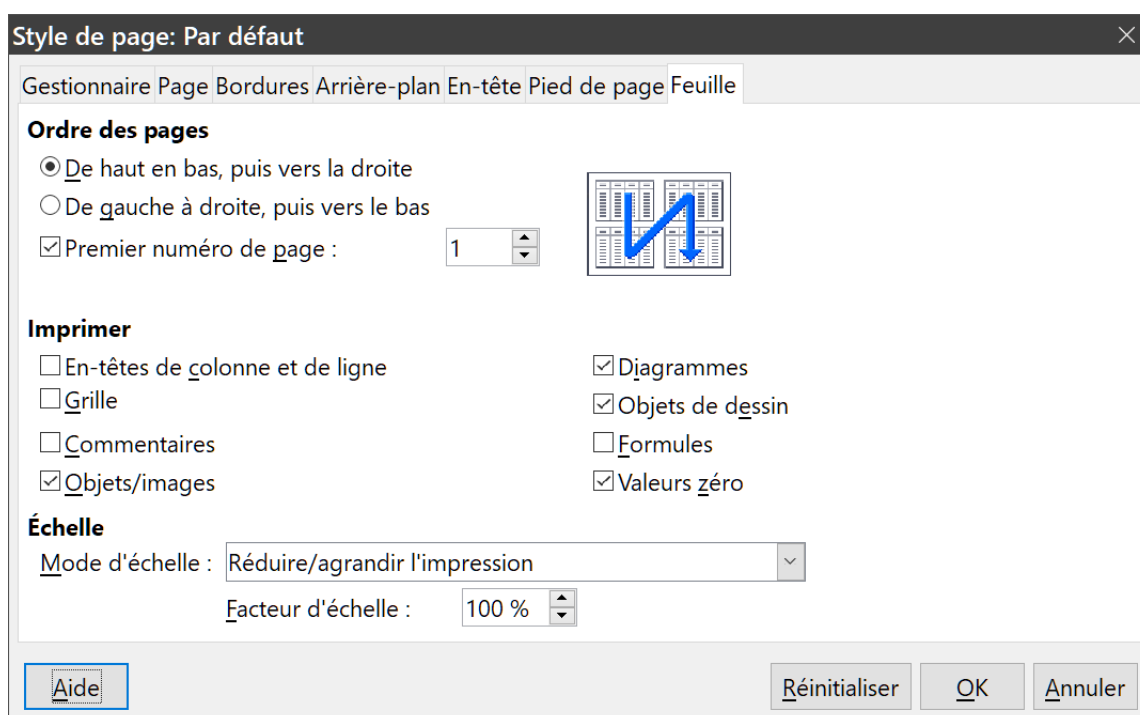 Style de page: Par défaut
Gestionnaire Page Bordures Arrière-plan En-tête Pied de page Feuille
Ordre des pages
De haut en bas, puis vers la droite
De gauche à droite, puis vers le bas
Premier numéro de page : 1
Imprimer
En-têtes de colonne et de ligne
Grille
Commentaires
Objets/images
Diagrammes
Objets de dessin
Formules
Valeurs zéro
Échelle
Mode d'échelle : Réduire/agrandir l'impression
Facteur d'échelle : 100 %
Aide Réinitialiser OK Annuler